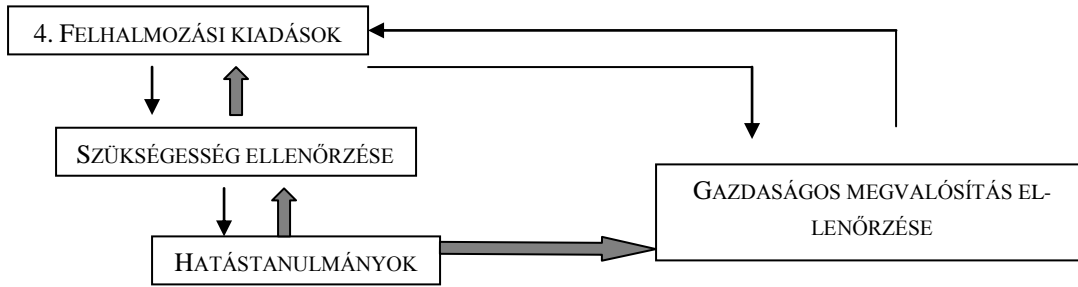 4. FELHALMOZÁSI KIADÁSOK
SZÜKSÉGESSÉG ELLENŐRZÉSE
GAZDASÁGOS MEGVALÓSÍTÁS EL-
LENŐRZÉSE
HATÁSTANULMÁNYOK